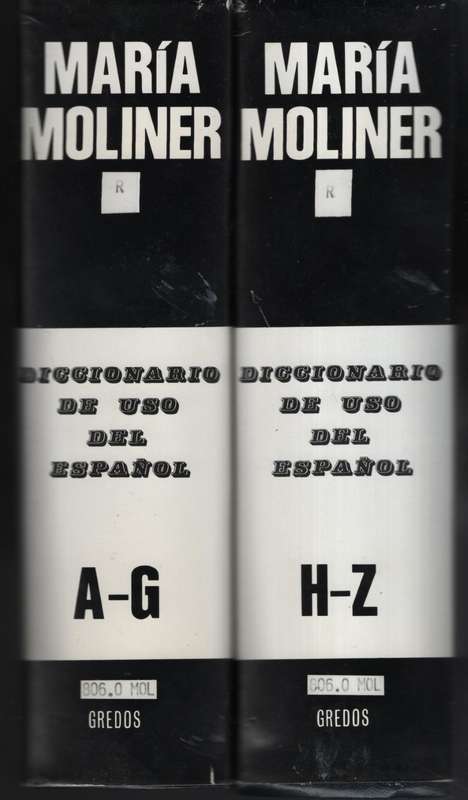 MARÍA
MOLINER
R
DICCIONARIO
DE USO
DEL
ESPAÑOL
A-G
806.0 MOL
GREDOS
MARÍA
MOLINER
R
DICCIONARIO
DE USO
DEL
ESPAÑOL
H-Z
806.0 MOL
GREDOS